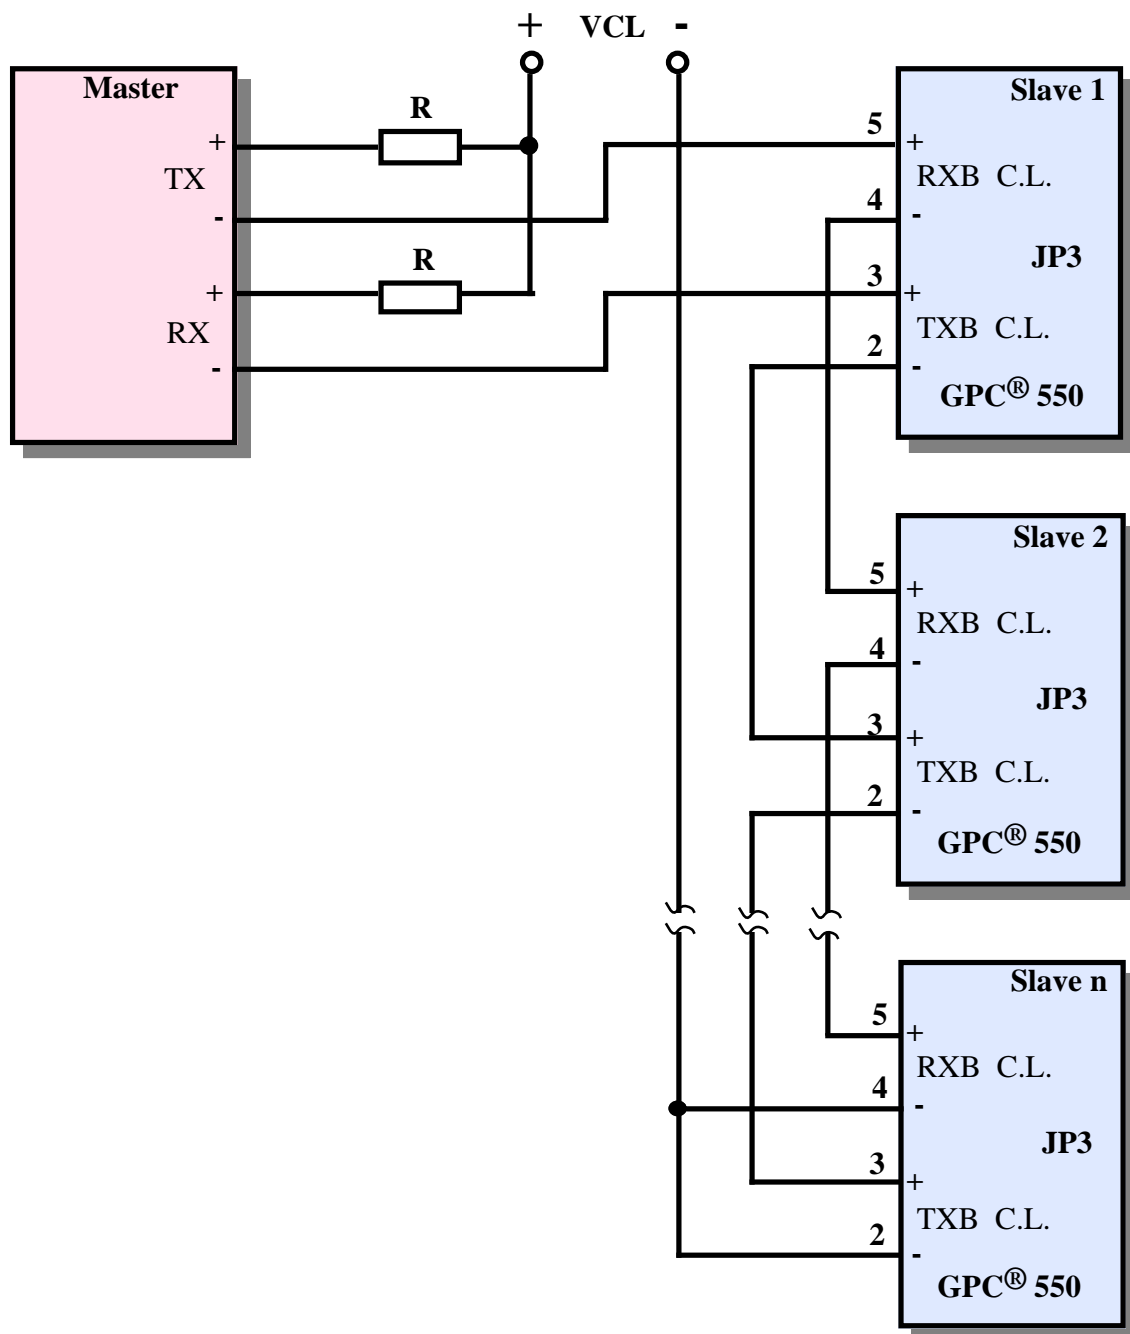 + VCL -
Master
R
+
TX
-
R
+
RX
-
Slave 1
5
+
RXB C.L.
4
-
JP3
3
+
TXB C.L.
2
-
GPC® 550
Slave 2
5
+
RXB C.L.
4
-
JP3
3
+
TXB C.L.
2
-
GPC® 550
Slave n
5
+
RXB C.L.
4
-
JP3
3
+
TXB C.L.
2
-
GPC® 550